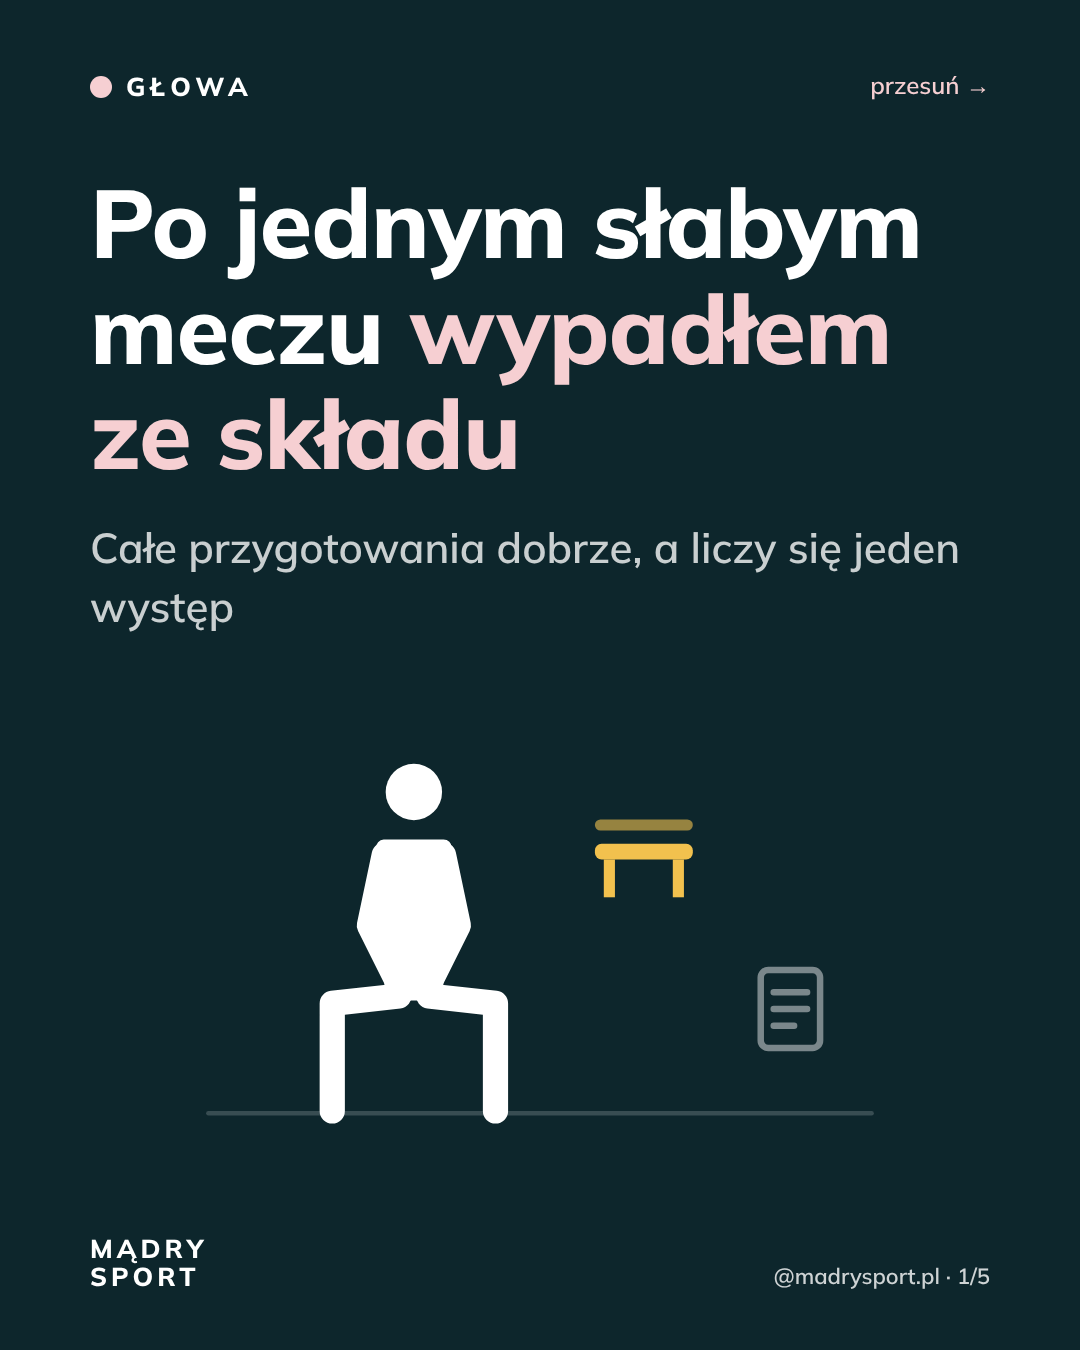 GŁOWA
przesuń →
Po jednym słabym
meczu wypadłem
ze składu
Całe przygotowania dobrze, a liczy się jeden
występ
MĄDRY
SPORT
@madrysport.pl · 1/5